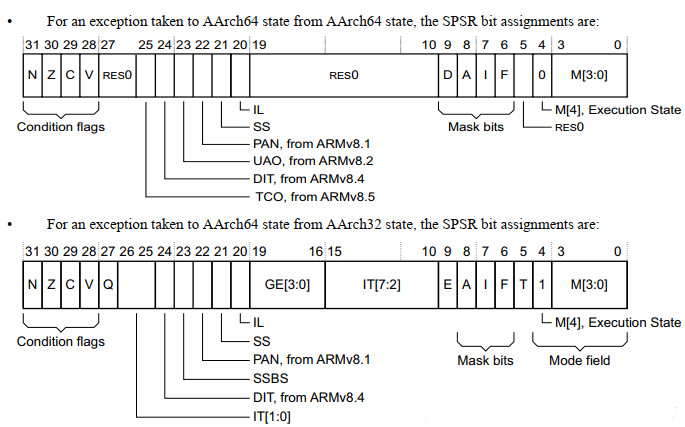 • For an exception taken to AArch64 state from AArch64 state, the SPSR bit assignments are:
31 30 29 28 27 25 24 23 22 21 20 19 10 9 8 7 6 5 4 3 0
N Z C V RES0 RES0 D A I F 0 M[3:0]
Condition flags IL Mask bits M[4], Execution State
SS RES0
PAN, from ARMv8.1
UAO, from ARMv8.2
DIT, from ARMv8.4
TCO, from ARMv8.5
• For an exception taken to AArch64 state from AArch32 state, the SPSR bit assignments are:
31 30 29 28 27 26 25 24 23 22 21 20 19 16 15 10 9 8 7 6 5 4 3 0
N Z C V Q GE[3:0] IT[7:2] E A I F T 1 M[3:0]
IL M[4], Execution State
Condition flags SS
PAN, from ARMv8.1 Mask bits Mode field
SSBS
DIT, from ARMv8.4
IT[1:0]